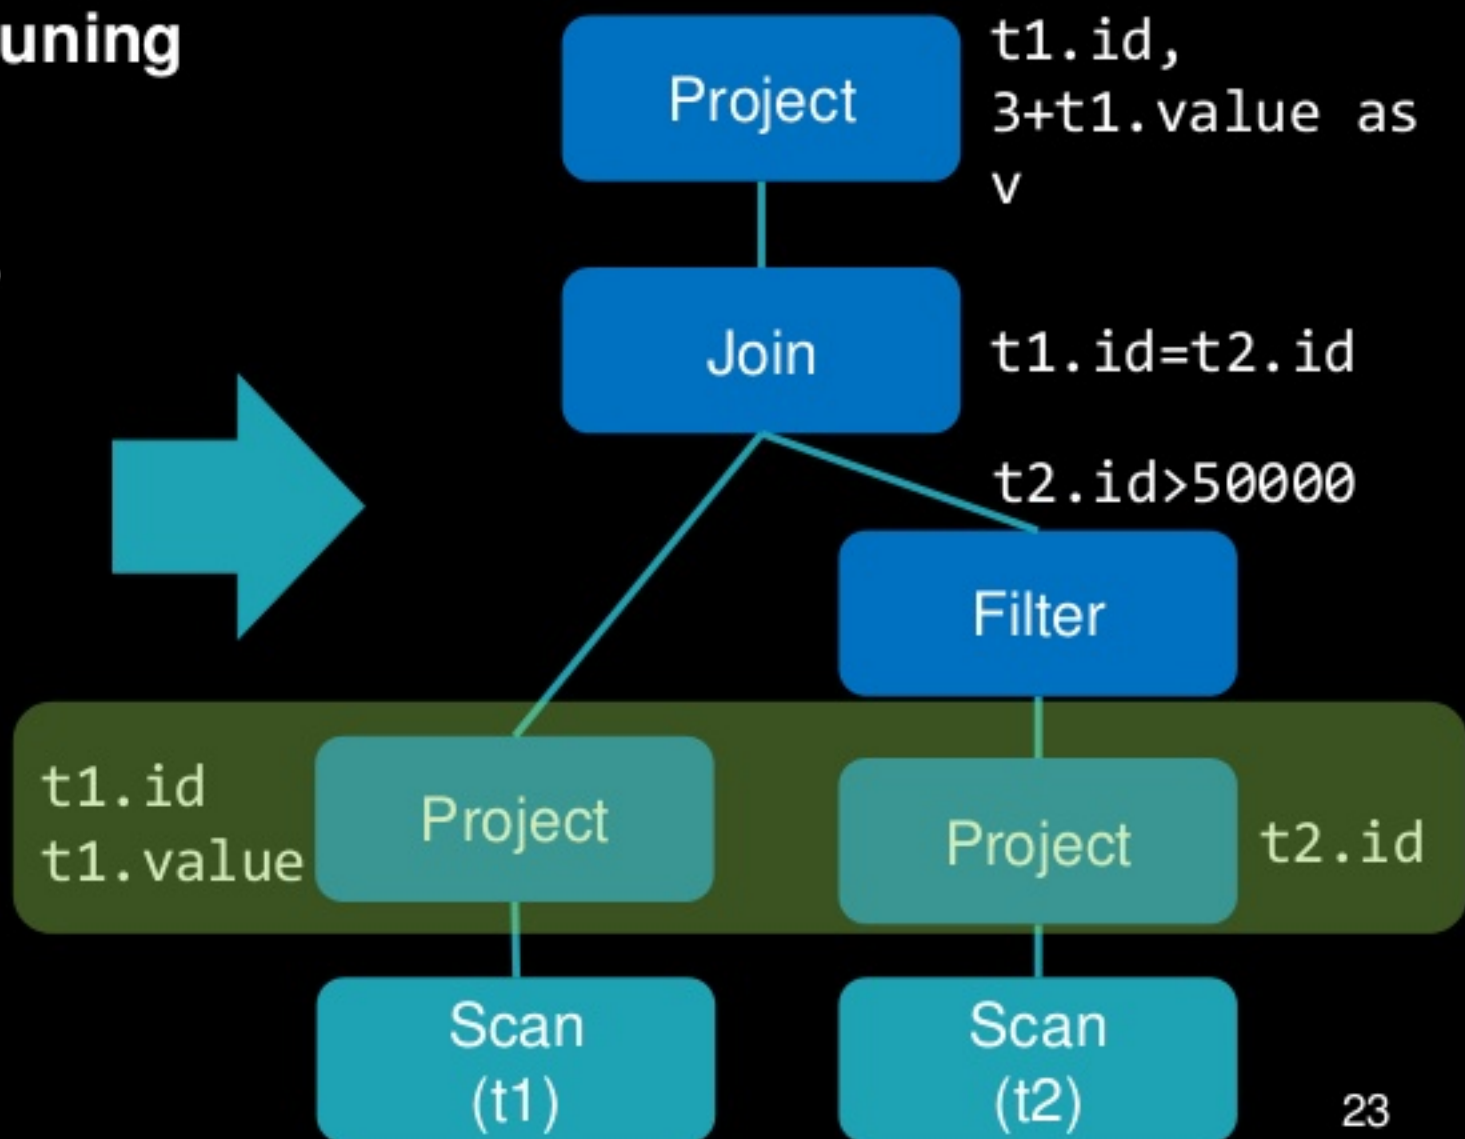 uning
Project
t1.id,
3+t1.value as
v
Join
t1.id=t2.id
t2.id>50000
Filter
t1.id
t1.value
Project
Project
t2.id
Scan
(t1)
Scan
(t2)
23